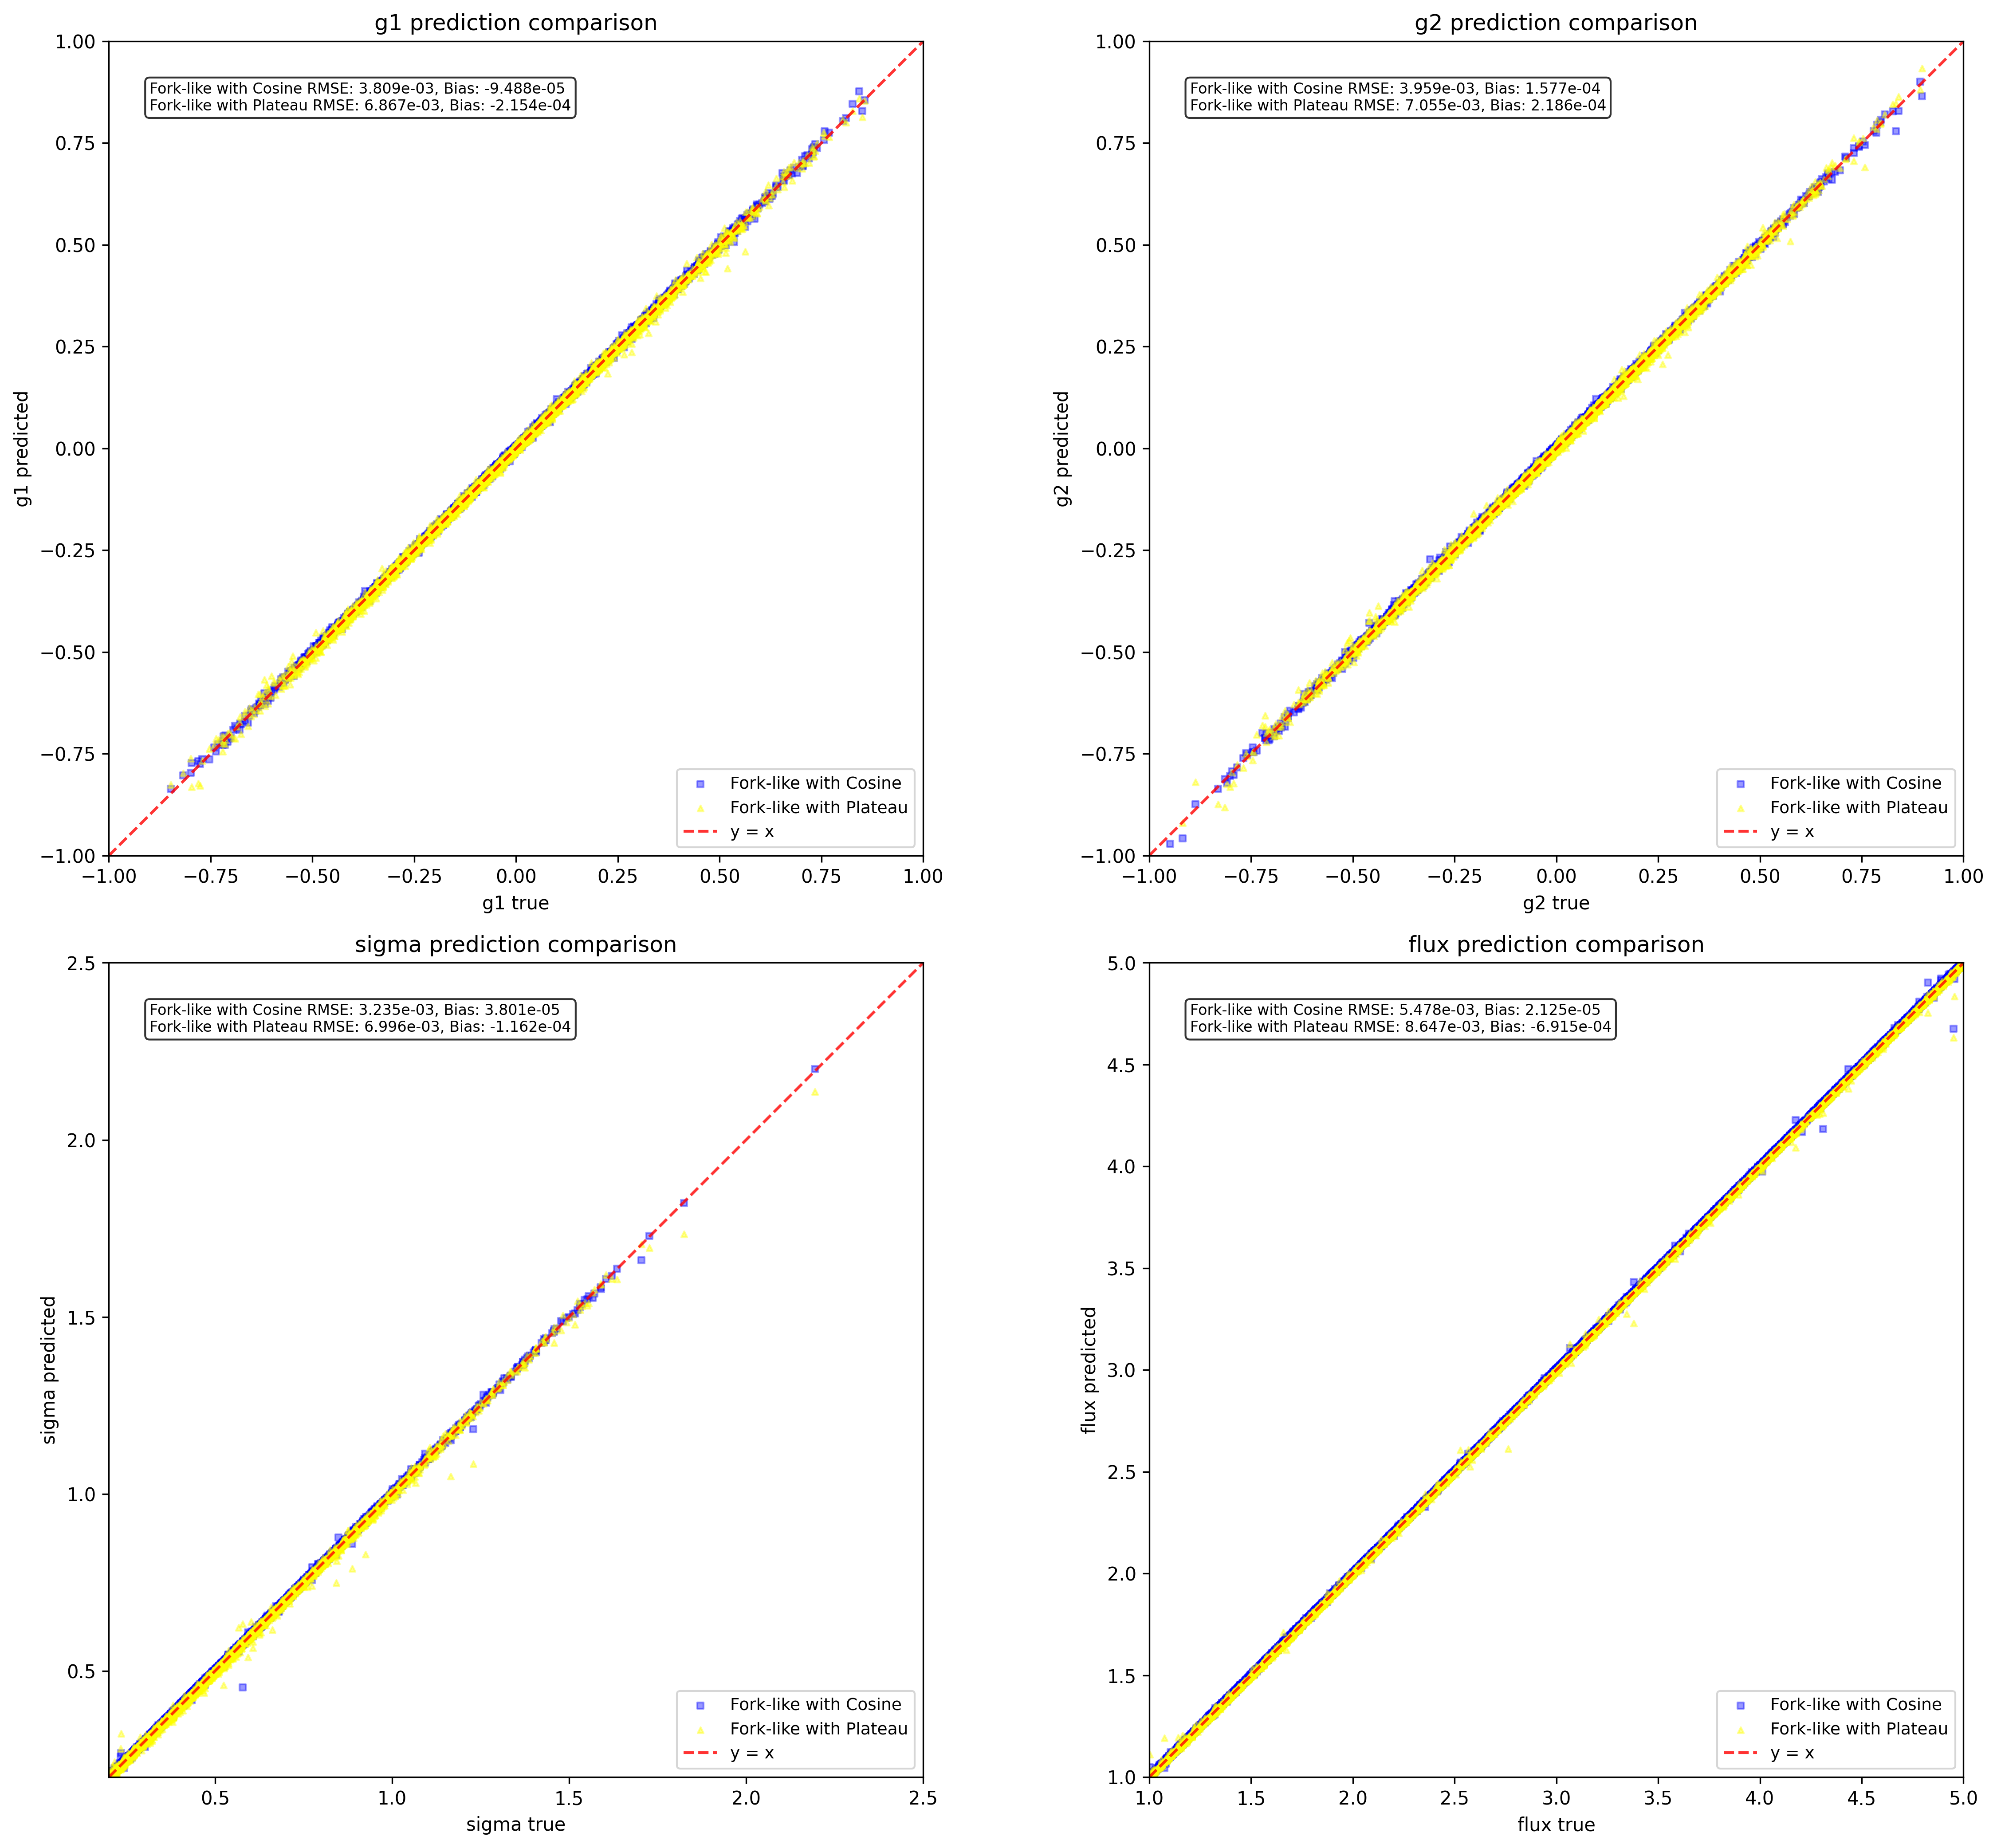 g1 prediction comparison
1.00
0.75
0.50
0.25
0.00
−0.25
−0.50
−0.75
−1.00
g1 predicted
Fork-like with Cosine RMSE: 3.809e-03, Bias: -9.488e-05
Fork-like with Plateau RMSE: 6.867e-03, Bias: -2.154e-04
Fork-like with Cosine
Fork-like with Plateau
y = x
−1.00 −0.75 −0.50 −0.25 0.00 0.25 0.50 0.75 1.00
g1 true
g2 prediction comparison
1.00
0.75
0.50
0.25
0.00
−0.25
−0.50
−0.75
−1.00
g2 predicted
Fork-like with Cosine RMSE: 3.959e-03, Bias: 1.577e-04
Fork-like with Plateau RMSE: 7.055e-03, Bias: 2.186e-04
Fork-like with Cosine
Fork-like with Plateau
y = x
−1.00 −0.75 −0.50 −0.25 0.00 0.25 0.50 0.75 1.00
g2 true
sigma prediction comparison
2.5
2.0
1.5
1.0
0.5
sigma predicted
Fork-like with Cosine RMSE: 3.235e-03, Bias: 3.801e-05
Fork-like with Plateau RMSE: 6.996e-03, Bias: -1.162e-04
Fork-like with Cosine
Fork-like with Plateau
y = x
0.5 1.0 1.5 2.0 2.5
sigma true
flux prediction comparison
5.0
4.5
4.0
3.5
3.0
2.5
2.0
1.5
1.0
flux predicted
Fork-like with Cosine RMSE: 5.478e-03, Bias: 2.125e-05
Fork-like with Plateau RMSE: 8.647e-03, Bias: -6.915e-04
Fork-like with Cosine
Fork-like with Plateau
y = x
1.0 1.5 2.0 2.5 3.0 3.5 4.0 4.5 5.0
flux true